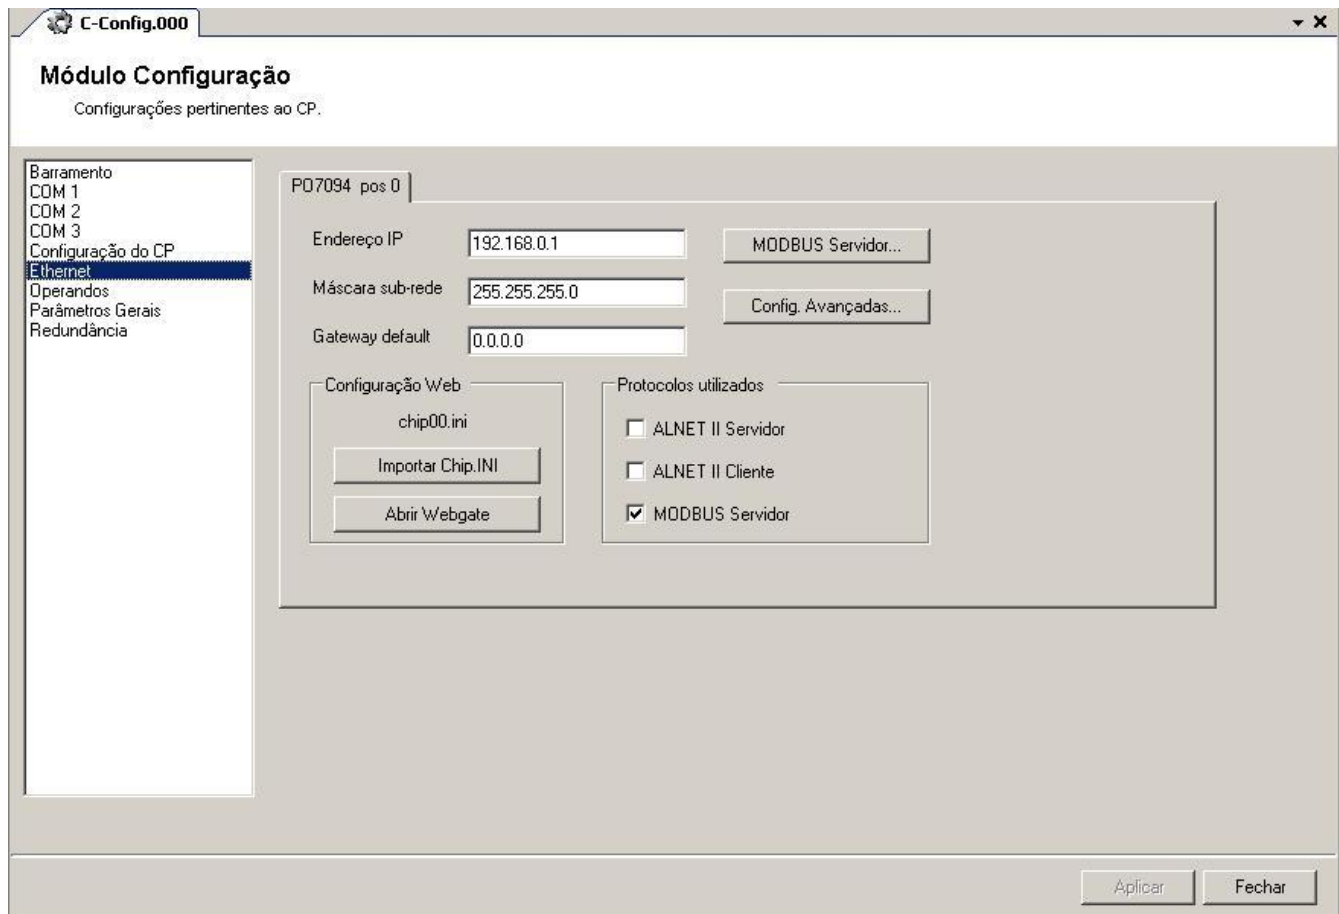 C-Config.000
Módulo Configuração
Configurações pertinentes ao CP.
Barramento
COM 1
COM 2
COM 3
Configuração do CP
Ethernet
Operandos
Parâmetros Gerais
Redundância
PO7094 pos 0
Endereço IP
192.168.0.1
MODBUS Servidor...
Máscara sub-rede
255.255.255.0
Config. Avançadas...
Gateway default
0.0.0.0
Configuração Web
chip00.ini
Importar Chip.INI
Abrir Webgate
Protocolos utilizados
ALNET II Servidor
ALNET II Cliente
MODBUS Servidor
Aplicar
Fechar